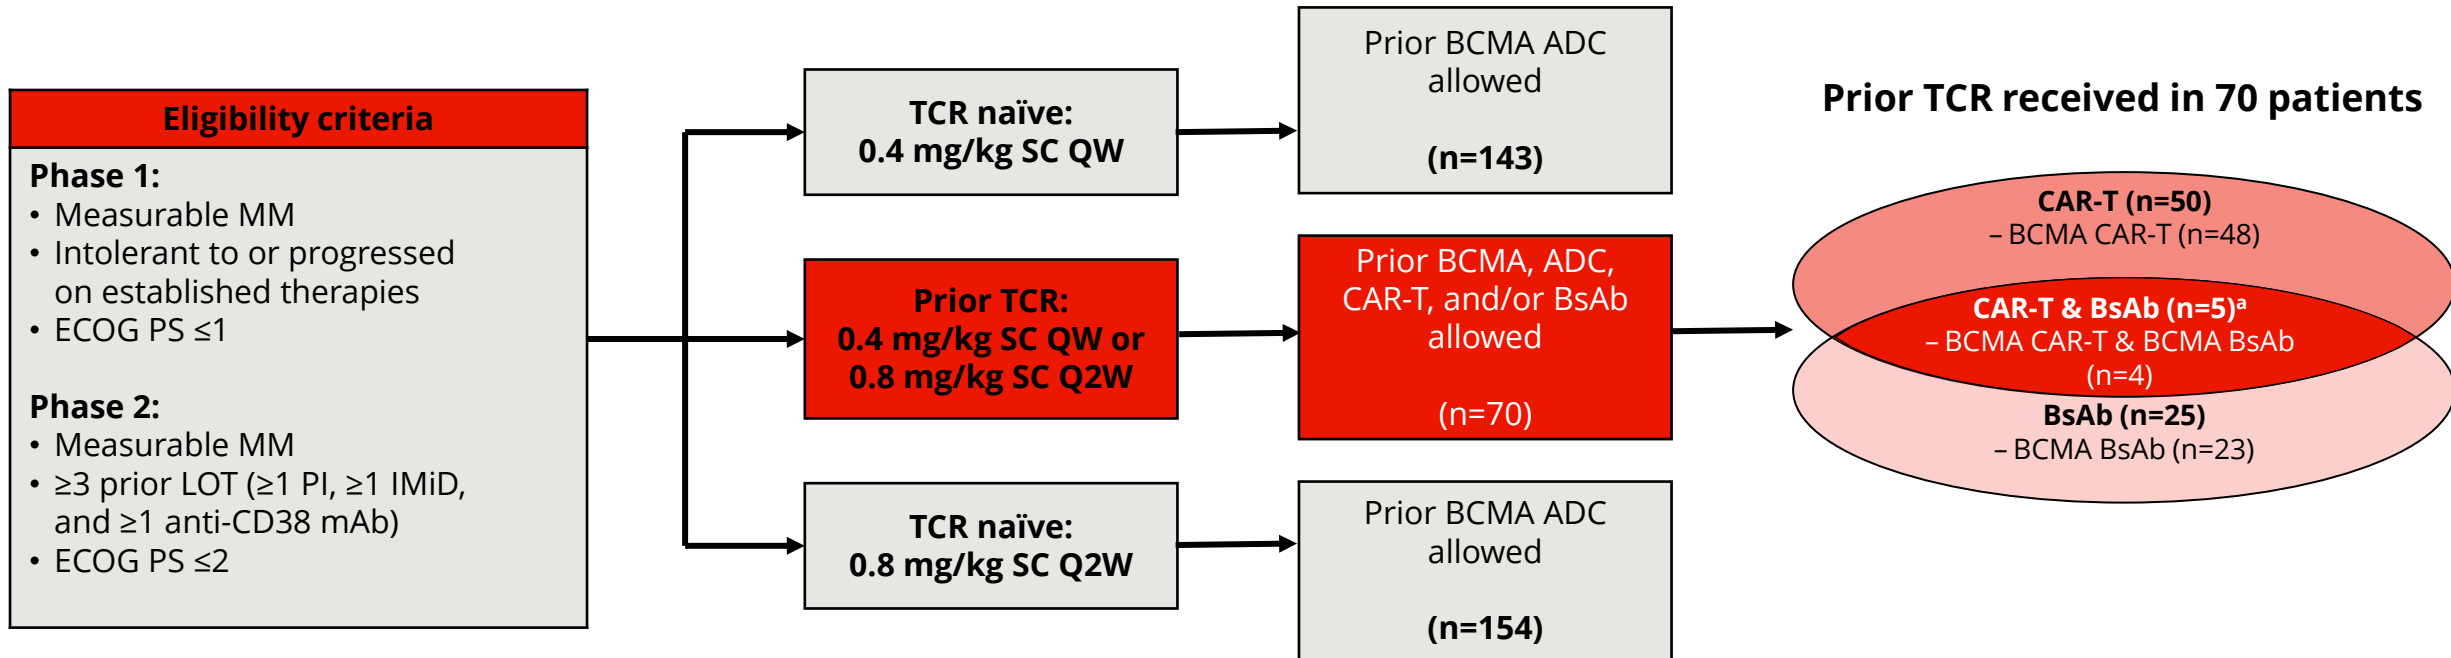 Eligibility criteria
Phase 1:
• Measurable MM
• Intolerant to or progressed
on established therapies
• ECOG PS ≤1
Phase 2:
• Measurable MM
• ≥3 prior LOT (≥1 PI, ≥1 IMiD,
and ≥1 anti-CD38 mAb)
• ECOG PS ≤2
TCR naïve:
0.4 mg/kg SC QW
Prior BCMA ADC
allowed
(n=143)
Prior TCR:
0.4 mg/kg SC QW or
0.8 mg/kg SC Q2W
Prior BCMA, ADC,
CAR-T, and/or BsAb
allowed
(n=70)
TCR naïve:
0.8 mg/kg SC Q2W
Prior BCMA ADC
allowed
(n=154)
Prior TCR received in 70 patients
CAR-T (n=50)
– BCMA CAR-T (n=48)
CAR-T & BsAb (n=5)ᵃ
– BCMA CAR-T & BCMA BsAb
(n=4)
BsAb (n=25)
– BCMA BsAb (n=23)